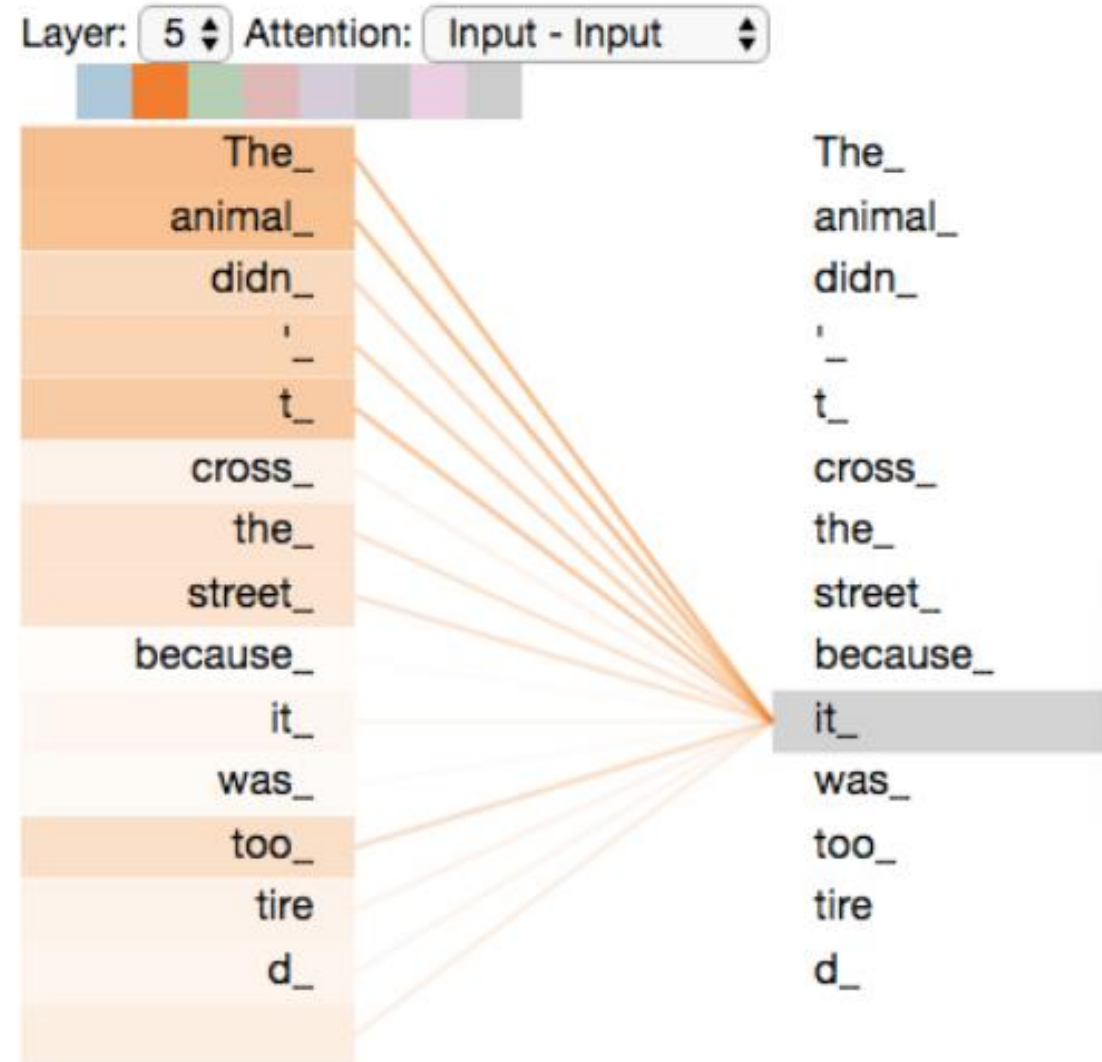 Layer: 5 Attention: Input - Input
The_ The_
animal_ animal_
didn_ didn_
'_ '_
t_ t_
cross_ cross_
the_ the_
street_ street_
because_ because_
it_ it_
was_ was_
too_ too_
tire tire
d_ d_